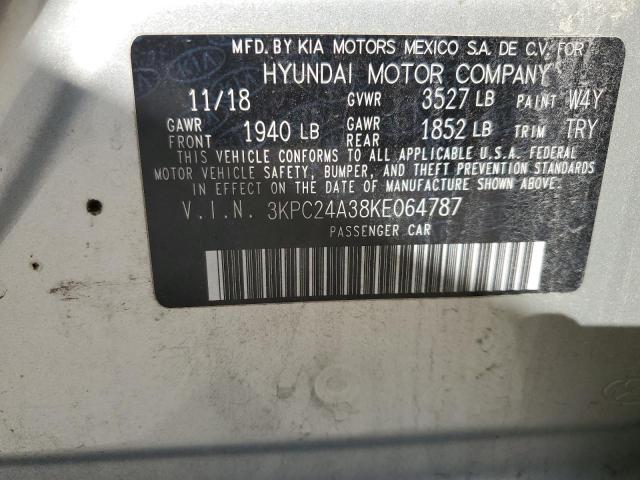 MFD. BY KIA MOTORS MEXICO S.A. DE C.V. FOR
HYUNDAI MOTOR COMPANY
11/18 GVWR 3527 LB PAINT W4Y
GAWR FRONT 1940 LB GAWR REAR 1852 LB TRIM TRY
THIS VEHICLE CONFORMS TO ALL APPLICABLE U.S.A. FEDERAL
MOTOR VEHICLE SAFETY, BUMPER, AND THEFT PREVENTION STANDARDS
IN EFFECT ON THE DATE OF MANUFACTURE SHOWN ABOVE.
V.I.N. 3KPC24A38KE064787
PASSENGER CAR